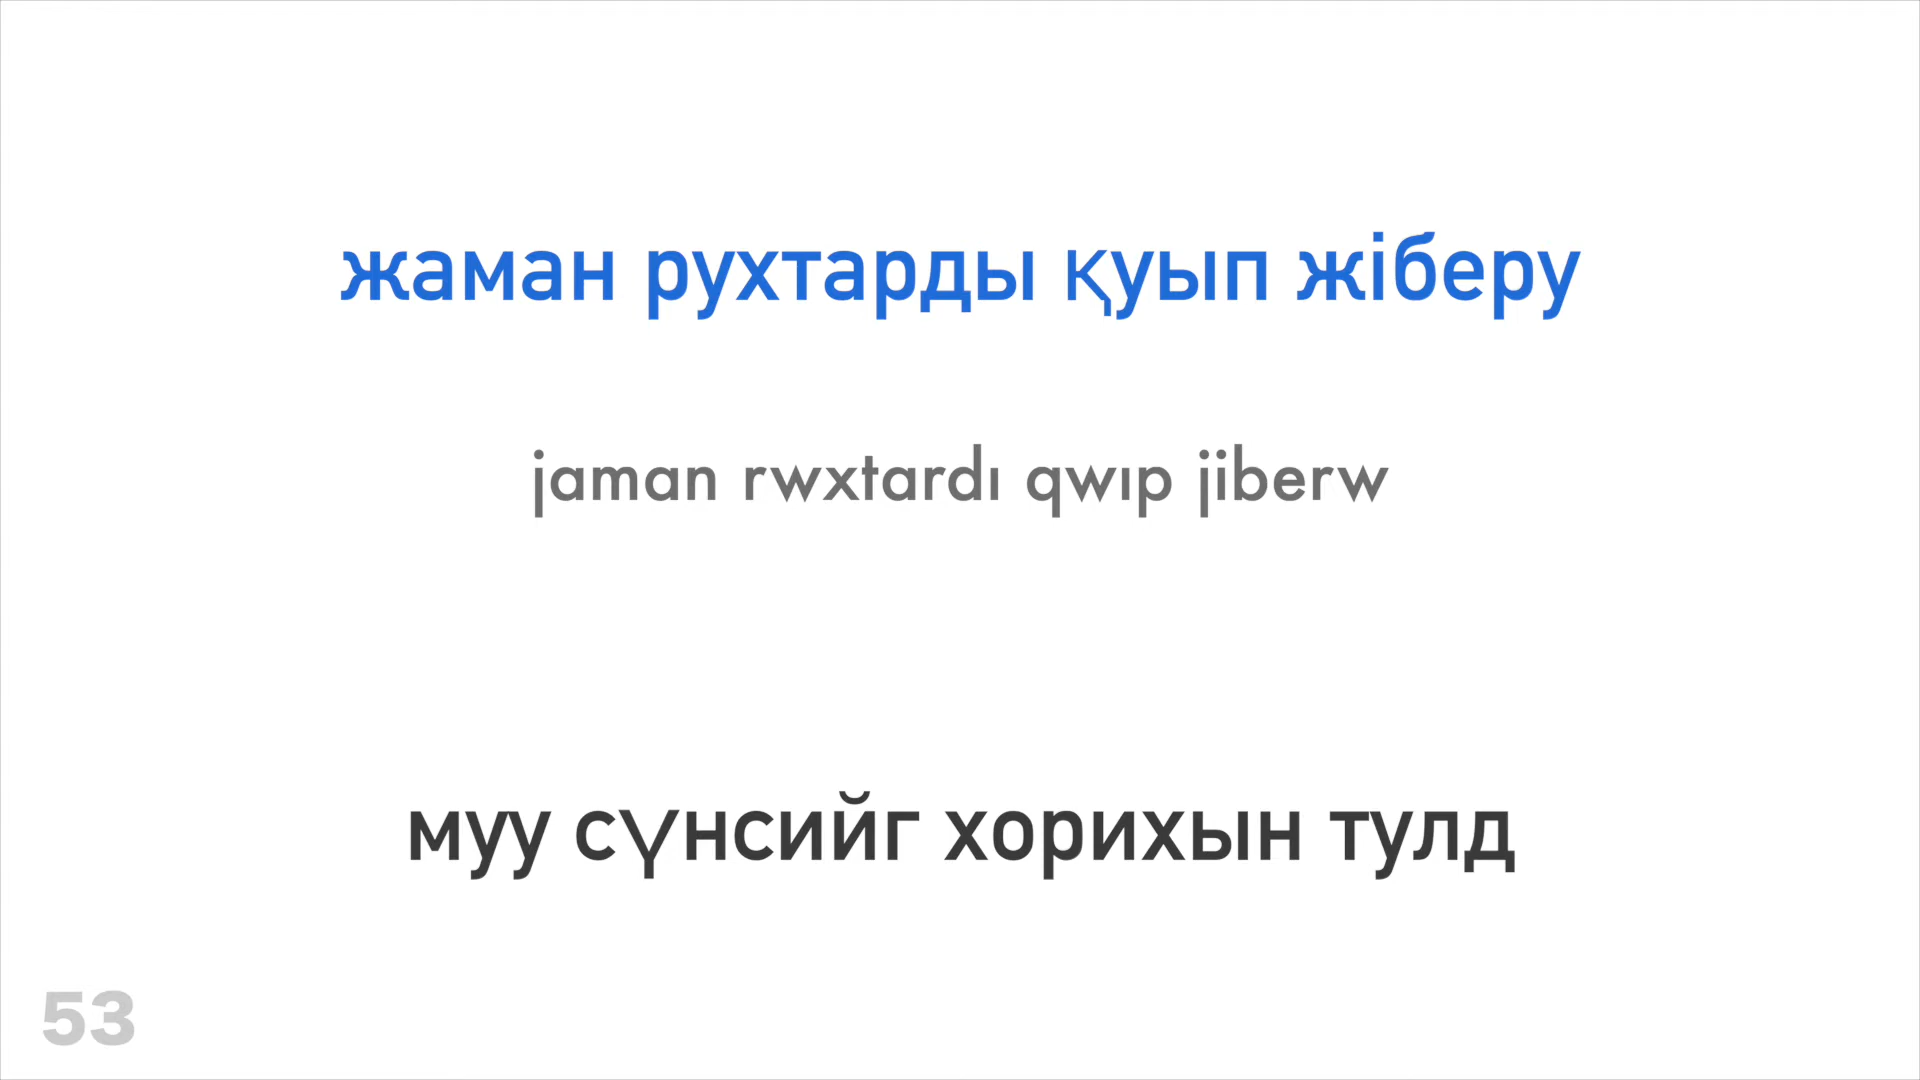 жаман рухтарды қуып жіберу
jaman rwxtardı qwıp jiberw
муу сүнсийг хорихын тулд
53